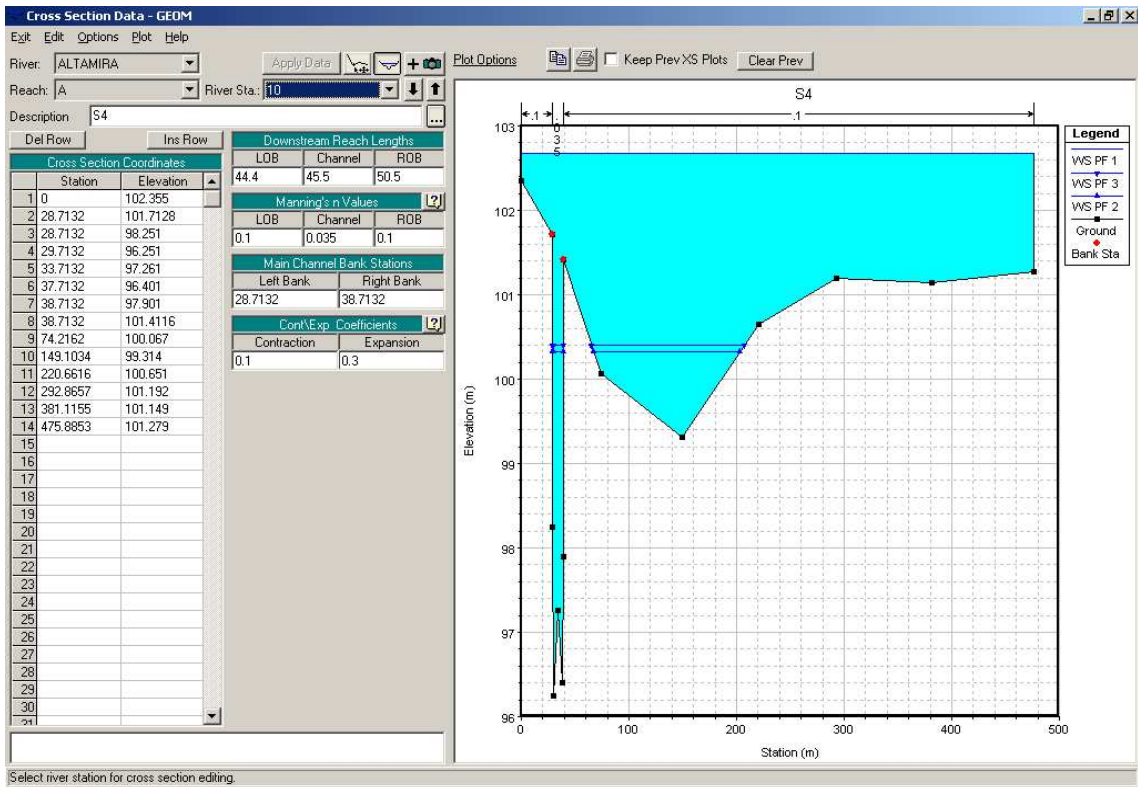 Cross Section Data - GEOM
Exit Edit Options Plot Help
River: ALTAMIRA
Apply Data
Plot Options
Keep Prev XS Plots
Clear Prev
Reach: A
River Sta.: 10
Description S4
...
Del Row
Ins Row
Cross Section Coordinates
Station Elevation
1 0 102.355
2 28.7132 101.7128
3 28.7132 98.251
4 29.7132 96.251
5 33.7132 97.261
6 37.7132 96.401
7 38.7132 97.901
8 38.7132 101.4116
9 74.2162 100.067
10 149.1034 99.314
11 220.6616 100.651
12 292.8657 101.192
13 381.1155 101.149
14 475.8853 101.279
15
16
17
18
19
20
21
22
23
24
25
26
27
28
29
30
31
Downstream Reach Lengths
LOB Channel ROB
44.4 45.5 50.5
Manning's n Values
LOB Channel ROB
0.1 0.035 0.1
Main Channel Bank Stations
Left Bank Right Bank
28.7132 38.7132
Cont\Exp Coefficients
Contraction Expansion
0.1 0.3
S4
.1
.035
.1
103
102
101
100
99
98
97
96
Elevation (m)
0 100 200 300 400 500
Station (m)
Legend
WS PF 1
WS PF 3
WS PF 2
Ground
Bank Sta
Select river station for cross section editing.